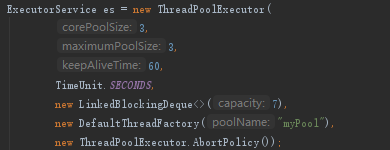 ExecutorService es = new ThreadPoolExecutor(
corePoolSize: 3,
maximumPoolSize: 3,
keepAliveTime: 60,
TimeUnit.SECONDS,
new LinkedBlockingDeque<>( capacity: 7),
new DefaultThreadFactory( poolName: "myPool"),
new ThreadPoolExecutor.AbortPolicy());